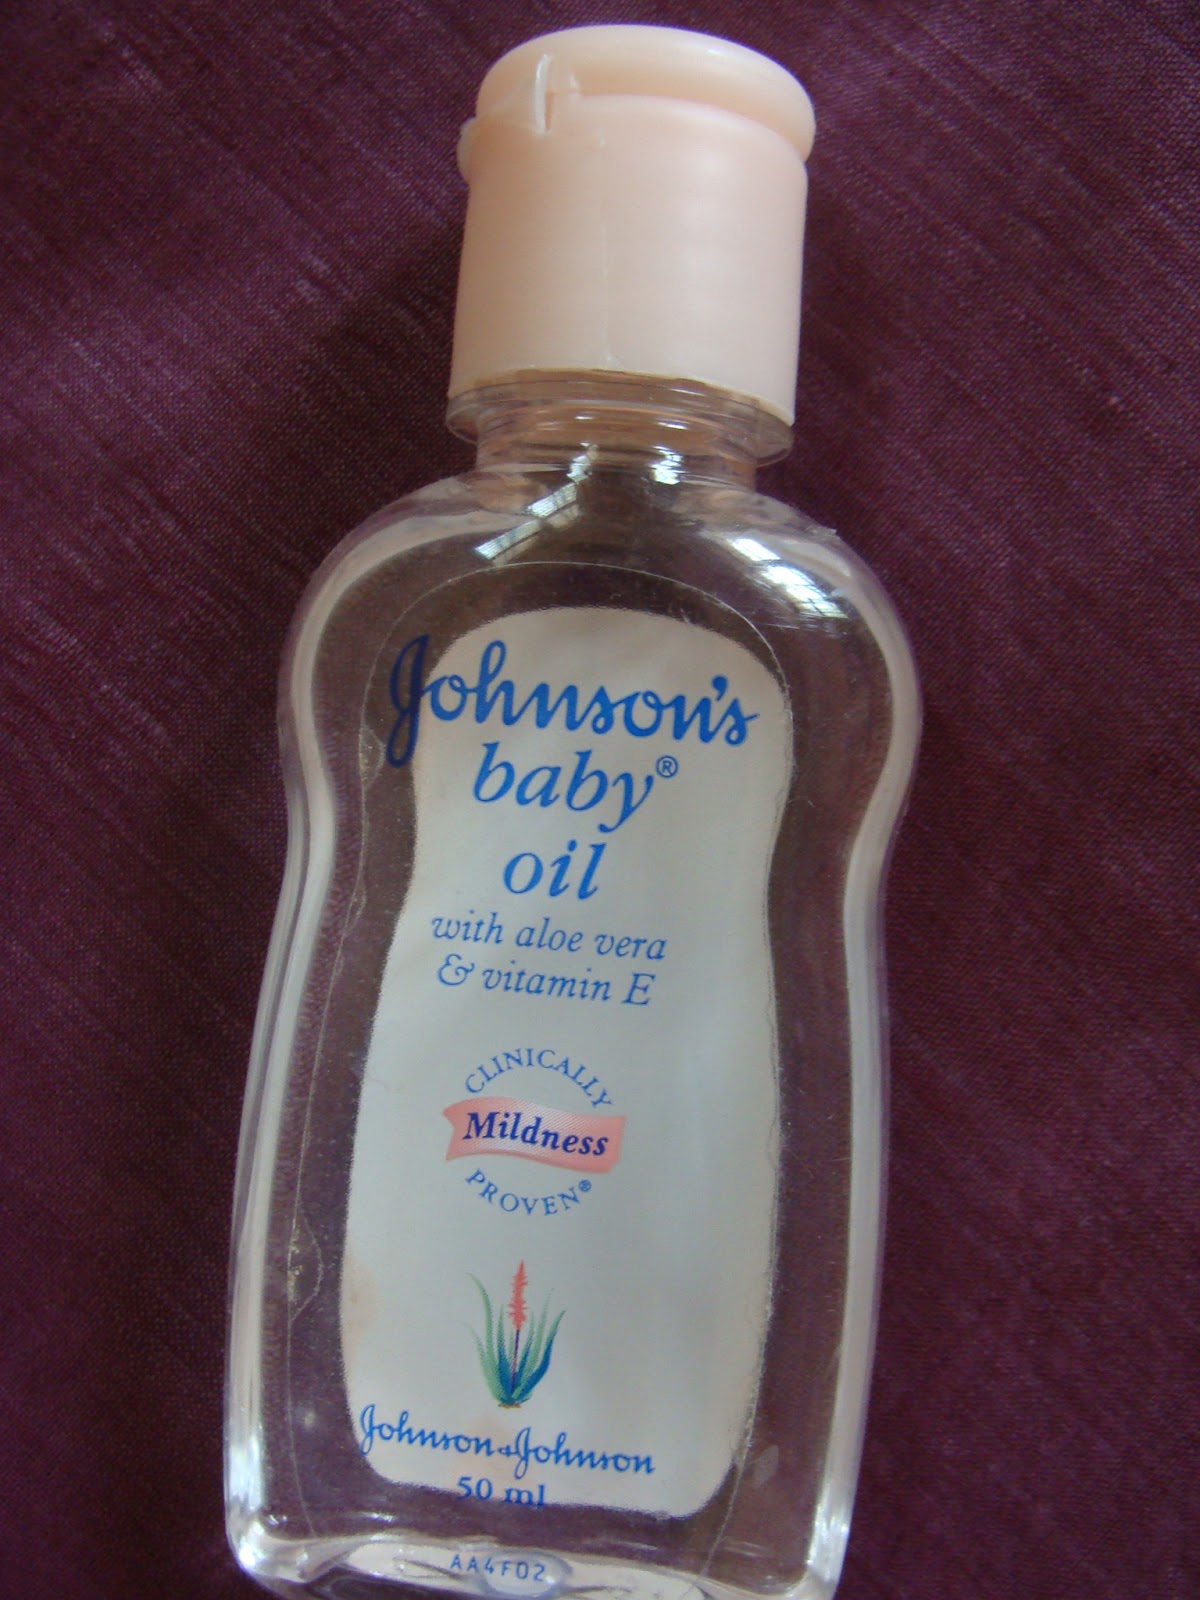 Johnson's
baby®
oil
with aloe vera
& vitamin E
CLINICALLY
Mildness
PROVEN®
Johnson & Johnson
50 ml
AA4F02